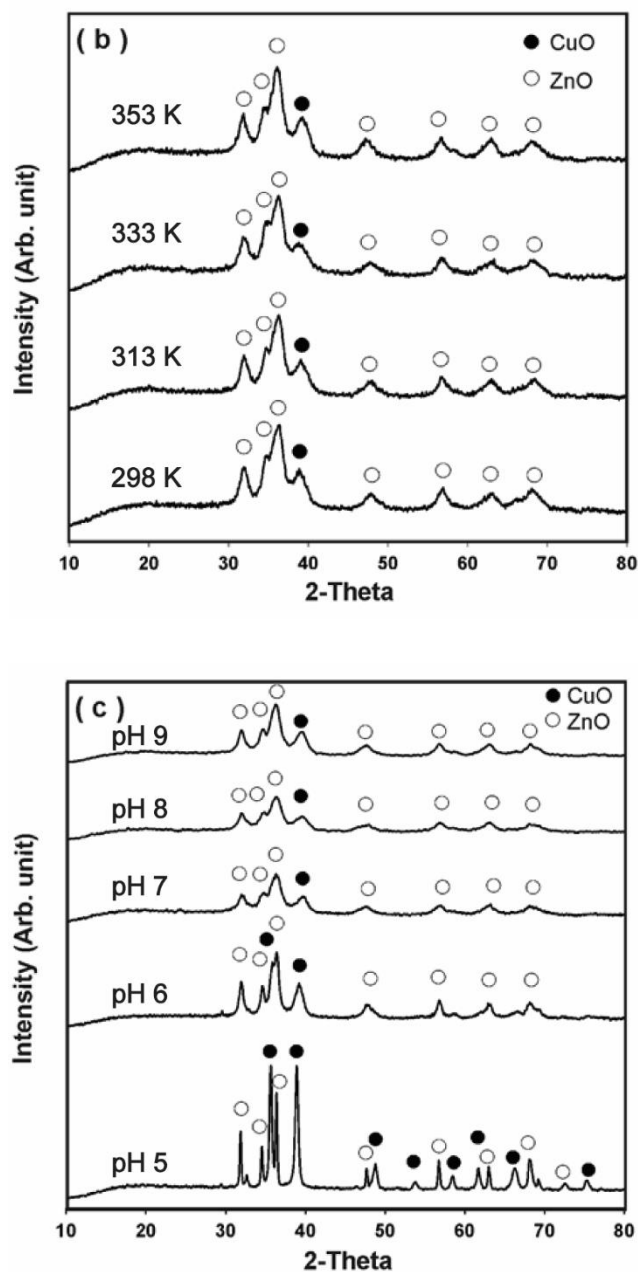 ( b )
● CuO
○ ZnO
353 K
333 K
313 K
298 K
Intensity (Arb. unit)
10 20 30 40 50 60 70 80
2-Theta
( c )
● CuO
○ ZnO
pH 9
pH 8
pH 7
pH 6
pH 5
Intensity (Arb. unit)
10 20 30 40 50 60 70 80
2-Theta